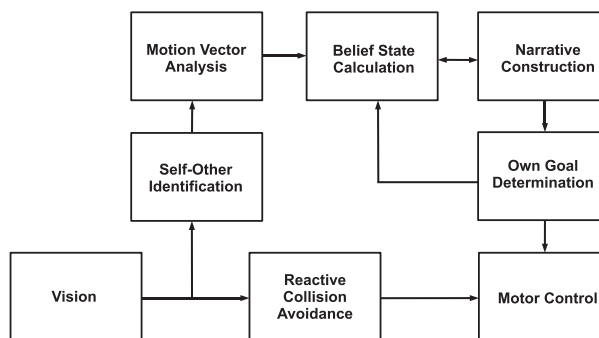 Motion Vector
Analysis
Belief State
Calculation
Narrative
Construction
Self-Other
Identification
Own Goal
Determination
Vision
Reactive
Collision
Avoidance
Motor Control